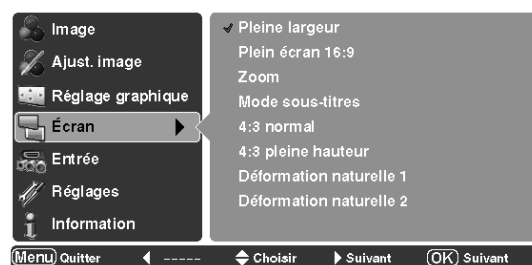 Image
Ajust. image
Réglage graphique
Écran
Entrée
Réglages
Information
Pleine largeur
Plein écran 16:9
Zoom
Mode sous-titres
4:3 normal
4:3 pleine hauteur
Déformation naturelle 1
Déformation naturelle 2
Menu Quitter ----- Choisir Suivant OK Suivant